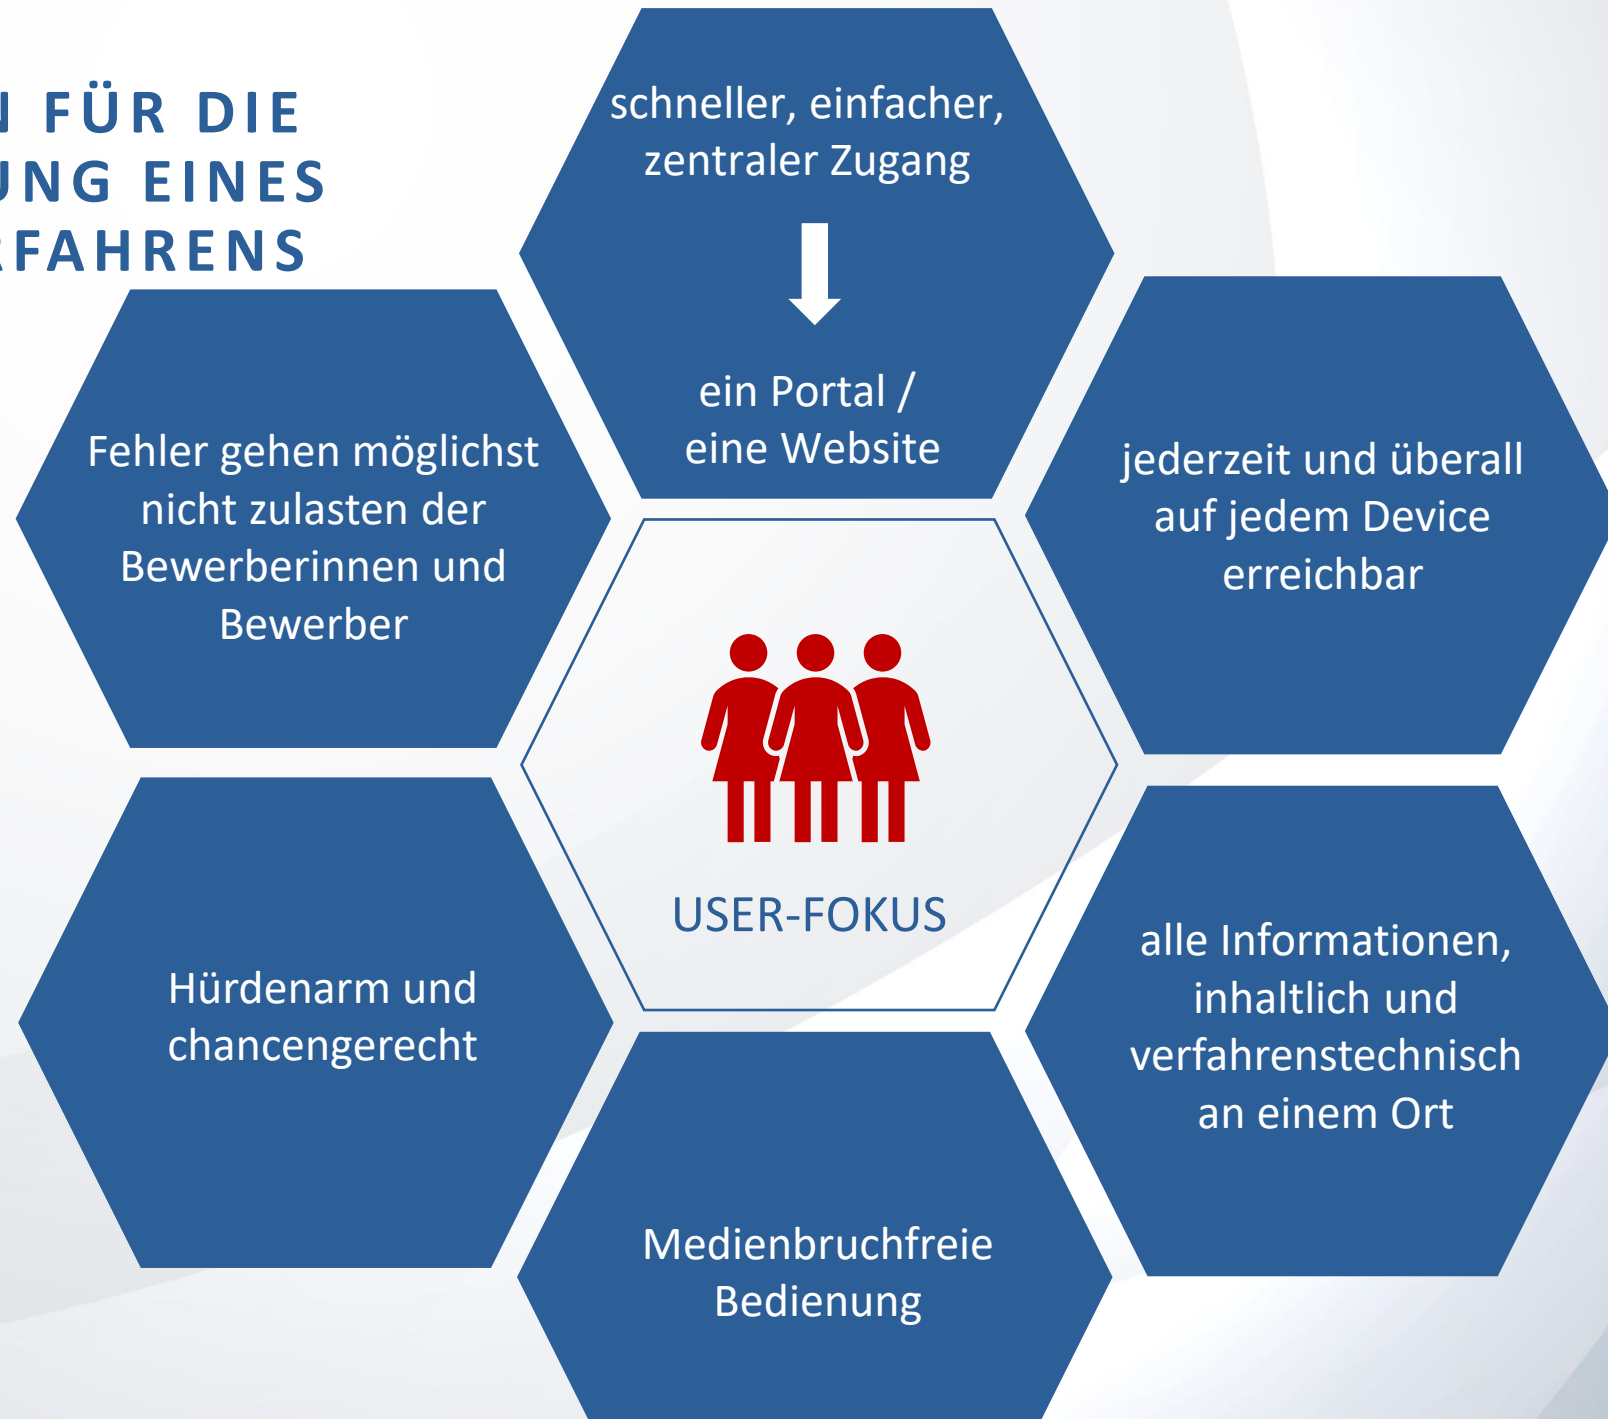 N FÜR DIE
UNG EINES
RFAHRENS
schneller, einfacher,
zentraler Zugang
ein Portal /
eine Website
jederzeit und überall
auf jedem Device
erreichbar
alle Informationen,
inhaltlich und
verfahrenstechnisch
an einem Ort
Medienbruchfreie
Bedienung
Hürdenarm und
chancengerecht
Fehler gehen möglichst
nicht zulasten der
Bewerberinnen und
Bewerber
USER-FOKUS